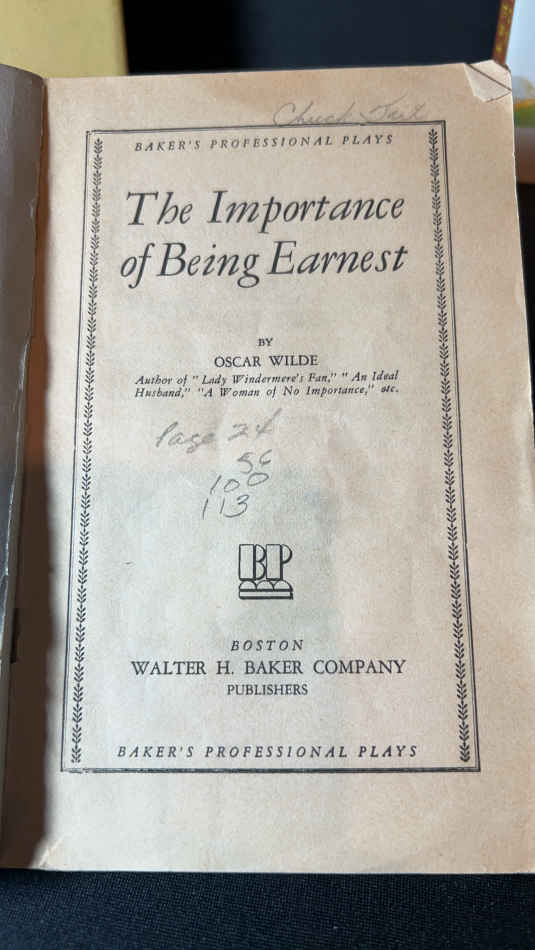 Chuck Tait
BAKER'S PROFESSIONAL PLAYS
The Importance
of Being Earnest
BY
OSCAR WILDE
Author of "Lady Windermere's Fan," "An Ideal
Husband," "A Woman of No Importance," etc.
Page 24
56
100
113
BP
BOSTON
WALTER H. BAKER COMPANY
PUBLISHERS
BAKER'S PROFESSIONAL PLAYS